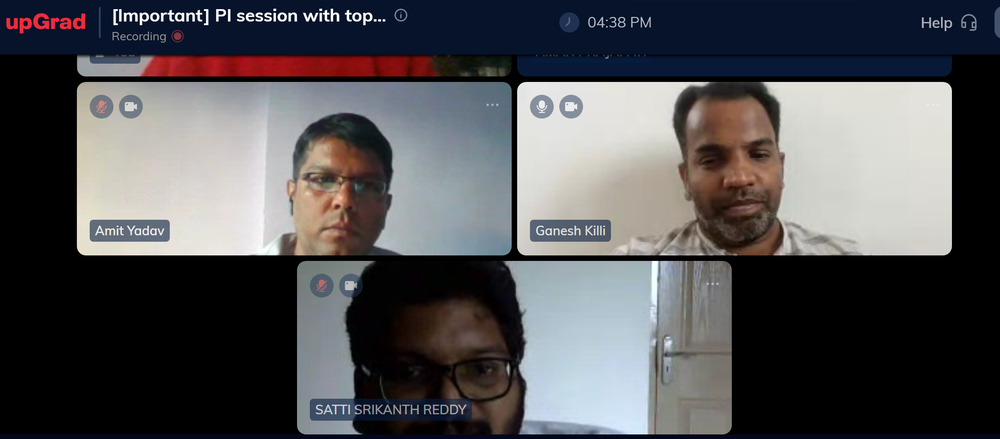 upGrad
[Important] PI session with top...
Recording
04:38 PM
Help
Amit Yadav
Ganesh Killi
SATTI SRIKANTH REDDY